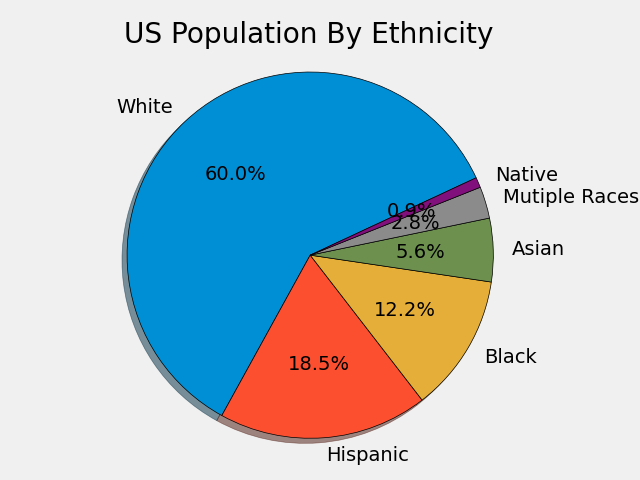 US Population By Ethnicity
White
60.0%
Native
0.9%
Mutiple Races
2.8%
Asian
5.6%
Black
12.2%
Hispanic
18.5%